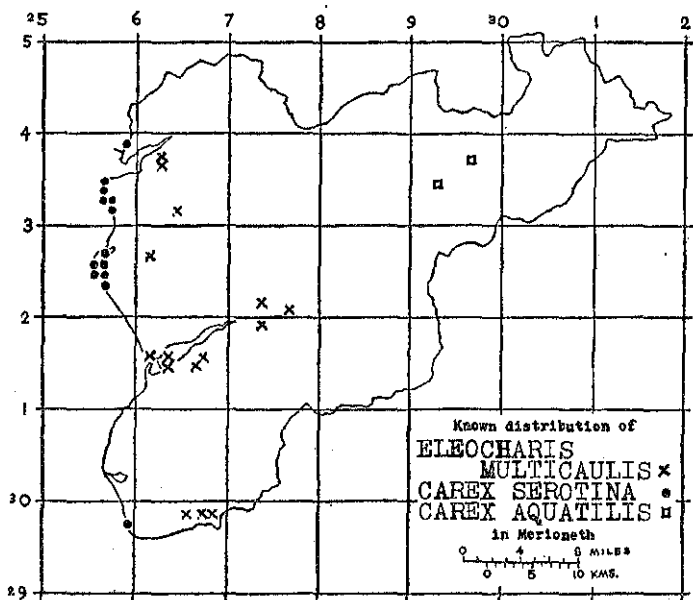 25 6 7 8 9 30 1 2
5
4
3
2
1
30
29
Known distribution of
ELEOCHARIS
MULTICAULIS ×
CAREX SEROTINA •
CAREX AQUATILIS ¤
in Merioneth
0 4 8 MILES
0 5 10 KMS.